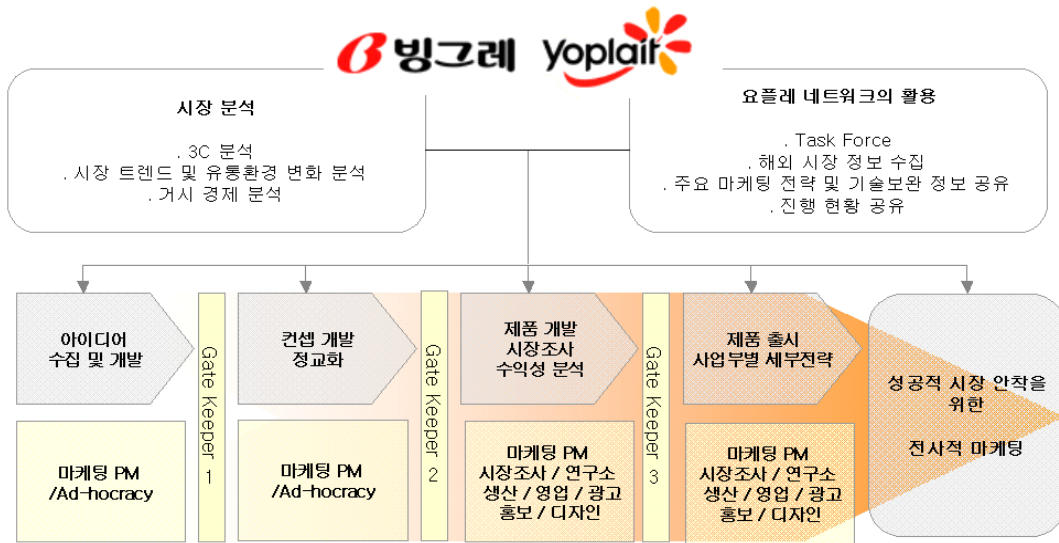 빙그레 Yoplait
시장 분석
. 3C 분석
. 시장 트렌드 및 유통환경 변화 분석
. 거시 경제 분석
요플레 네트워크의 활용
. Task Force
. 해외 시장 정보 수집
. 주요 마케팅 전략 및 기술보완 정보 공유
. 진행 현황 공유
아이디어
수집 및 개발
Gate Keeper 1
컨셉 개발
정교화
Gate Keeper 2
제품 개발
시장조사
수익성 분석
Gate Keeper 3
제품 출시
사업부별 세부전략
성공적 시장 안착을
위한
전사적 마케팅
마케팅 PM
/Ad-hocracy
마케팅 PM
/Ad-hocracy
마케팅 PM
시장조사 / 연구소
생산 / 영업 / 광고
홍보 / 디자인
마케팅 PM
시장조사 / 연구소
생산 / 영업 / 광고
홍보 / 디자인